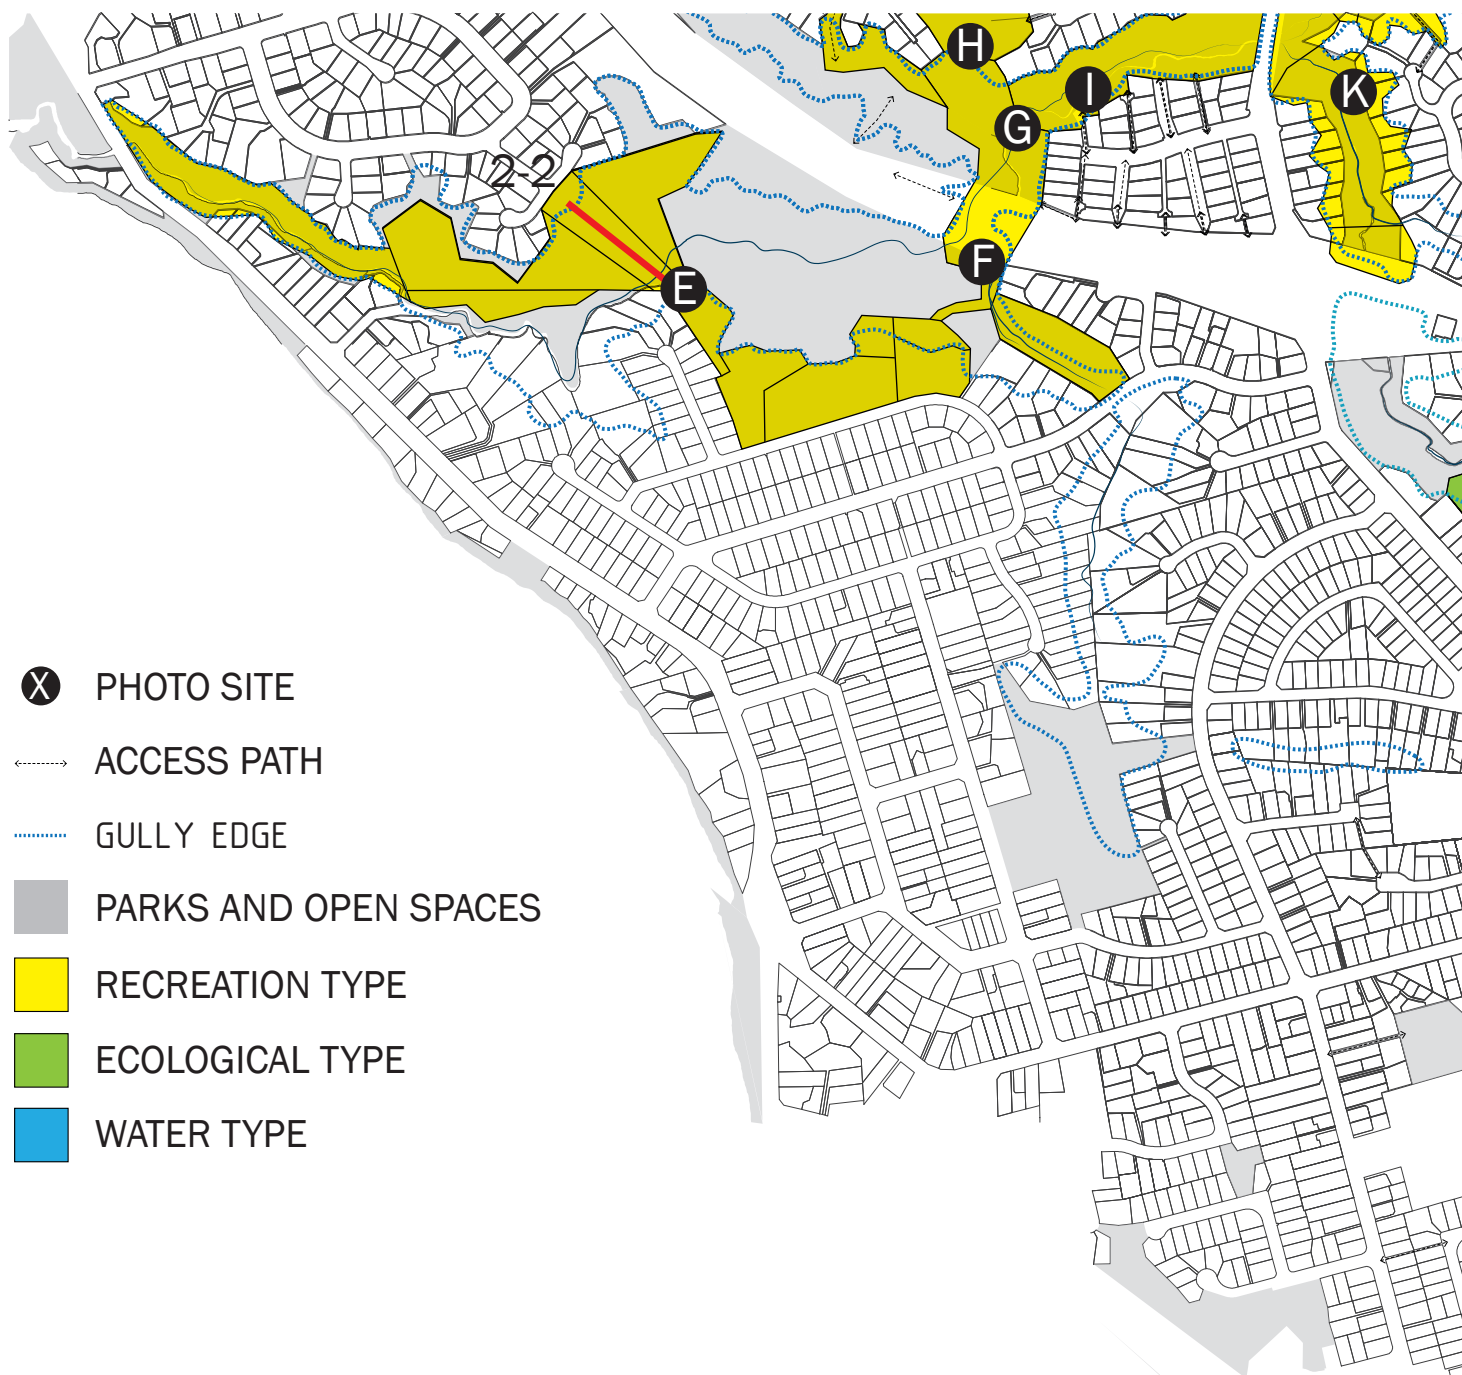 H
I
K
G
2-2
F
E
X PHOTO SITE
ACCESS PATH
GULLY EDGE
PARKS AND OPEN SPACES
RECREATION TYPE
ECOLOGICAL TYPE
WATER TYPE